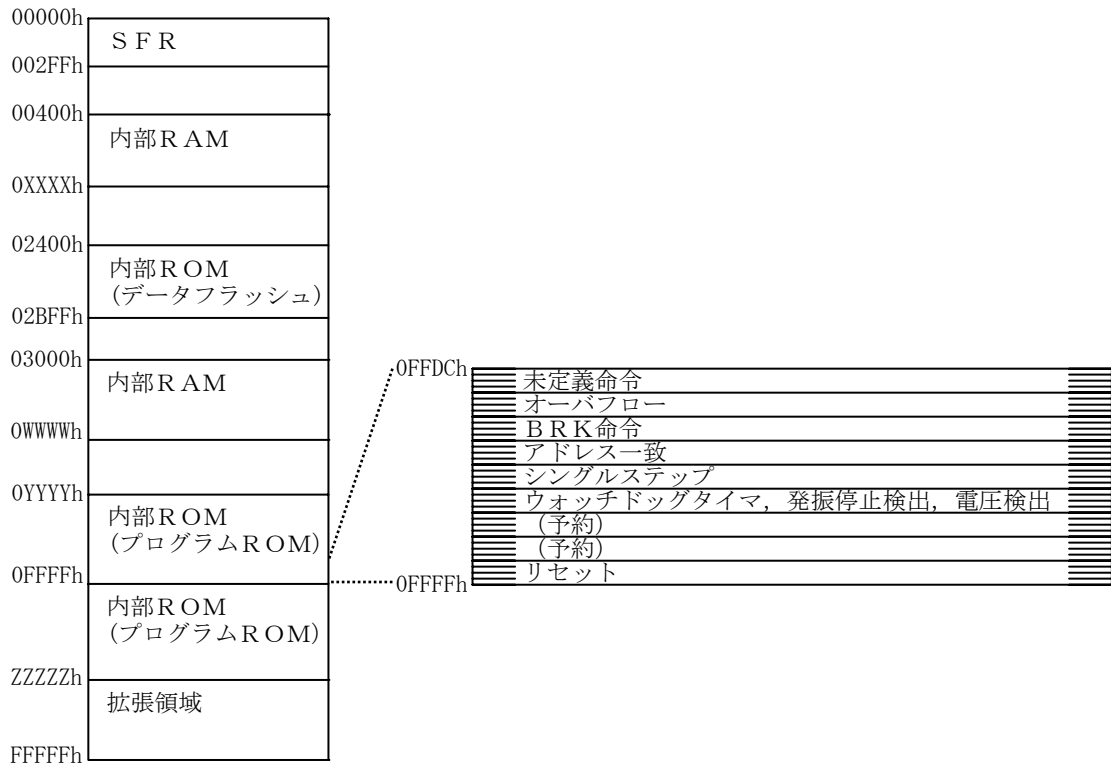 00000h
ＳＦＲ
002FFh
00400h
内部ＲＡＭ
0XXXXh
02400h
内部ＲＯＭ
(データフラッシュ)
02BFFh
03000h
内部ＲＡＭ
0WWWWh
0YYYYh
内部ＲＯＭ
(プログラムＲＯＭ)
0FFFFh
内部ＲＯＭ
(プログラムＲＯＭ)
ZZZZZh
拡張領域
FFFFFh
0FFDCh
未定義命令
オーバフロー
ＢＲＫ命令
アドレス一致
シングルステップ
ウォッチドッグタイマ，発振停止検出，電圧検出
(予約)
(予約)
リセット
0FFFFh